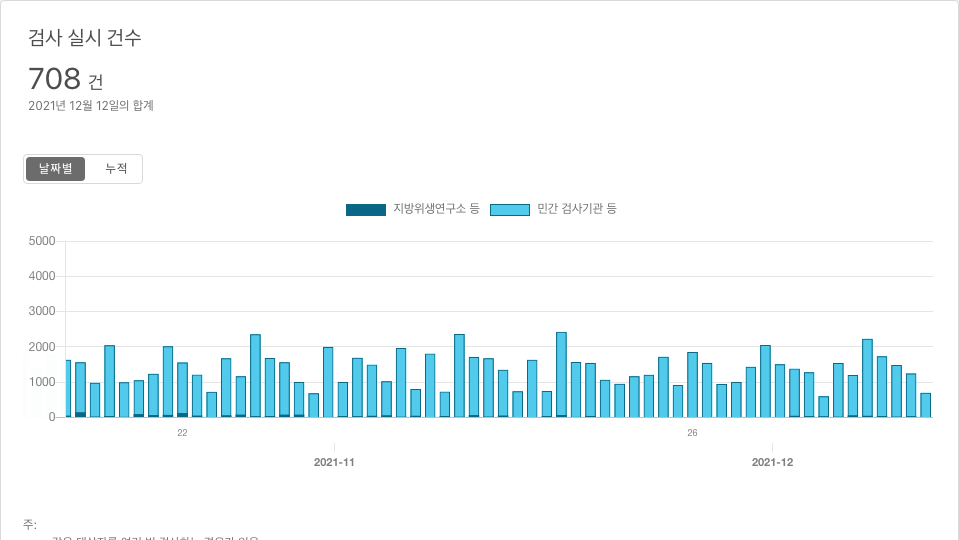 검사 실시 건수
708 건
2021년 12월 12일의 합계
날짜별 누적
지방위생연구소 등 민간 검사기관 등
5000
4000
3000
2000
1000
0
22 26
2021-11 2021-12
주: